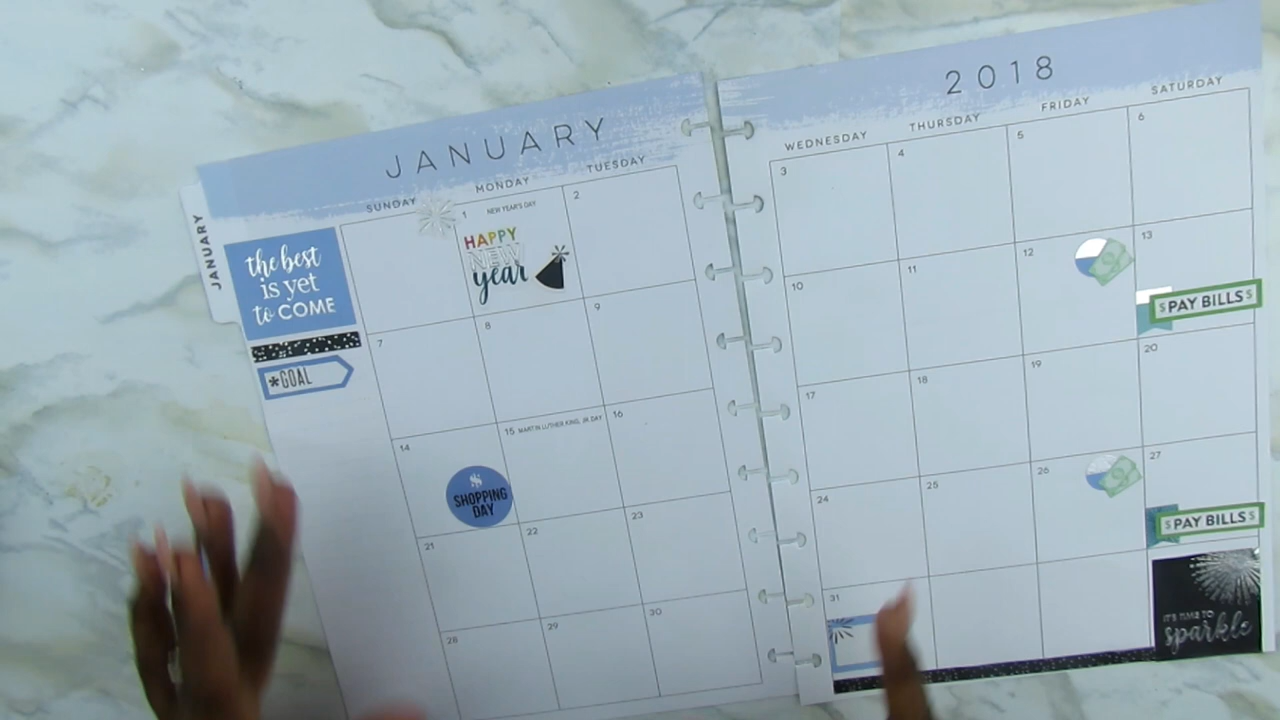 JANUARY
2018
SUNDAY
MONDAY
TUESDAY
WEDNESDAY
THURSDAY
FRIDAY
SATURDAY
JANUARY
the best
is yet
to COME
*GOAL
1 NEW YEAR'S DAY
HAPPY
NEW
year
2
3
4
5
6
7
8
9
10
11
12
13
$PAY BILLS$
14
$
SHOPPING
DAY
15 MARTIN LUTHER KING, JR. DAY
16
17
18
19
20
21
22
23
24
25
26
27
$PAY BILLS$
28
29
30
31
IT'S TIME TO
sparkle